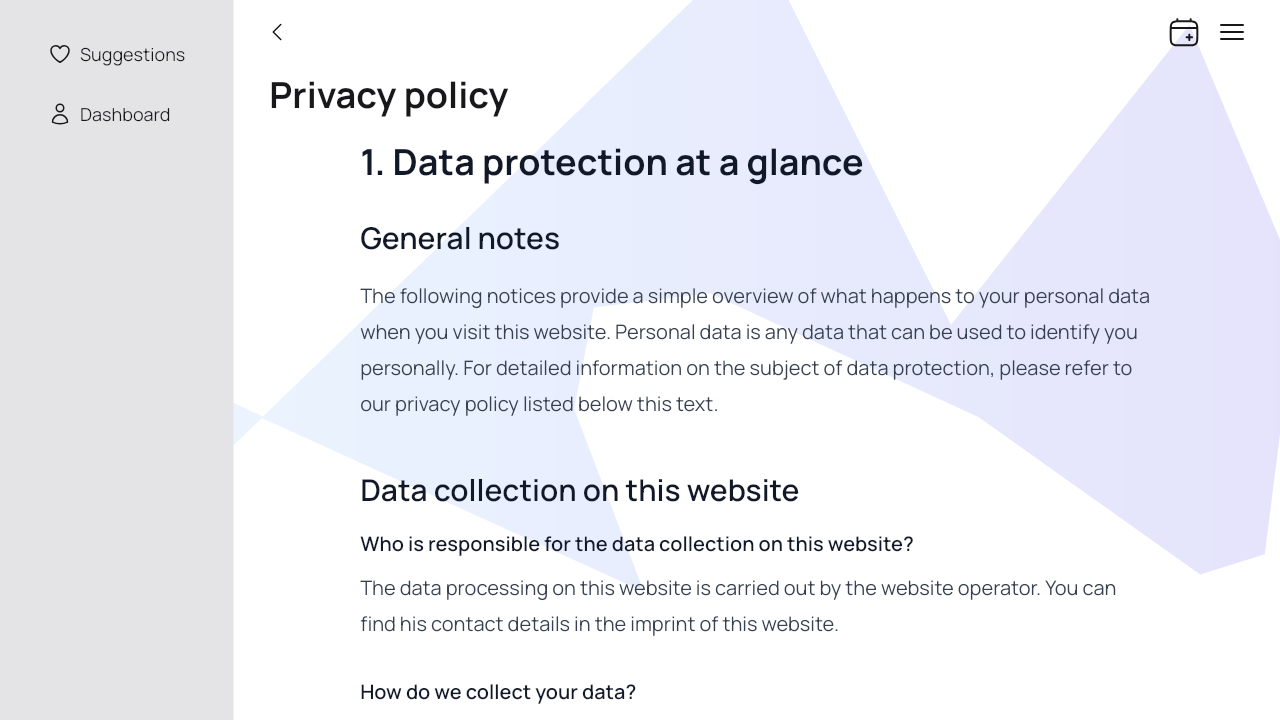 Suggestions
Dashboard
Privacy policy
1. Data protection at a glance
General notes
The following notices provide a simple overview of what happens to your personal data
when you visit this website. Personal data is any data that can be used to identify you
personally. For detailed information on the subject of data protection, please refer to
our privacy policy listed below this text.
Data collection on this website
Who is responsible for the data collection on this website?
The data processing on this website is carried out by the website operator. You can
find his contact details in the imprint of this website.
How do we collect your data?